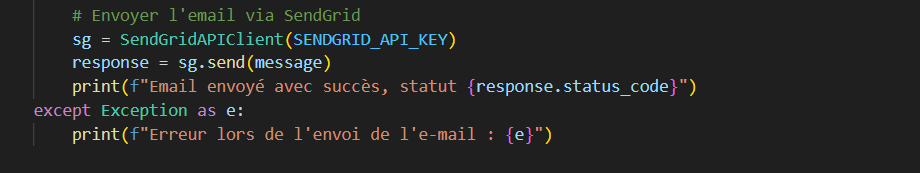 # Envoyer l'email via SendGrid
sg = SendGridAPIClient(SENDGRID_API_KEY)
response = sg.send(message)
print(f"Email envoyé avec succès, statut {response.status_code}")
except Exception as e:
print(f"Erreur lors de l'envoi de l'e-mail : {e}")